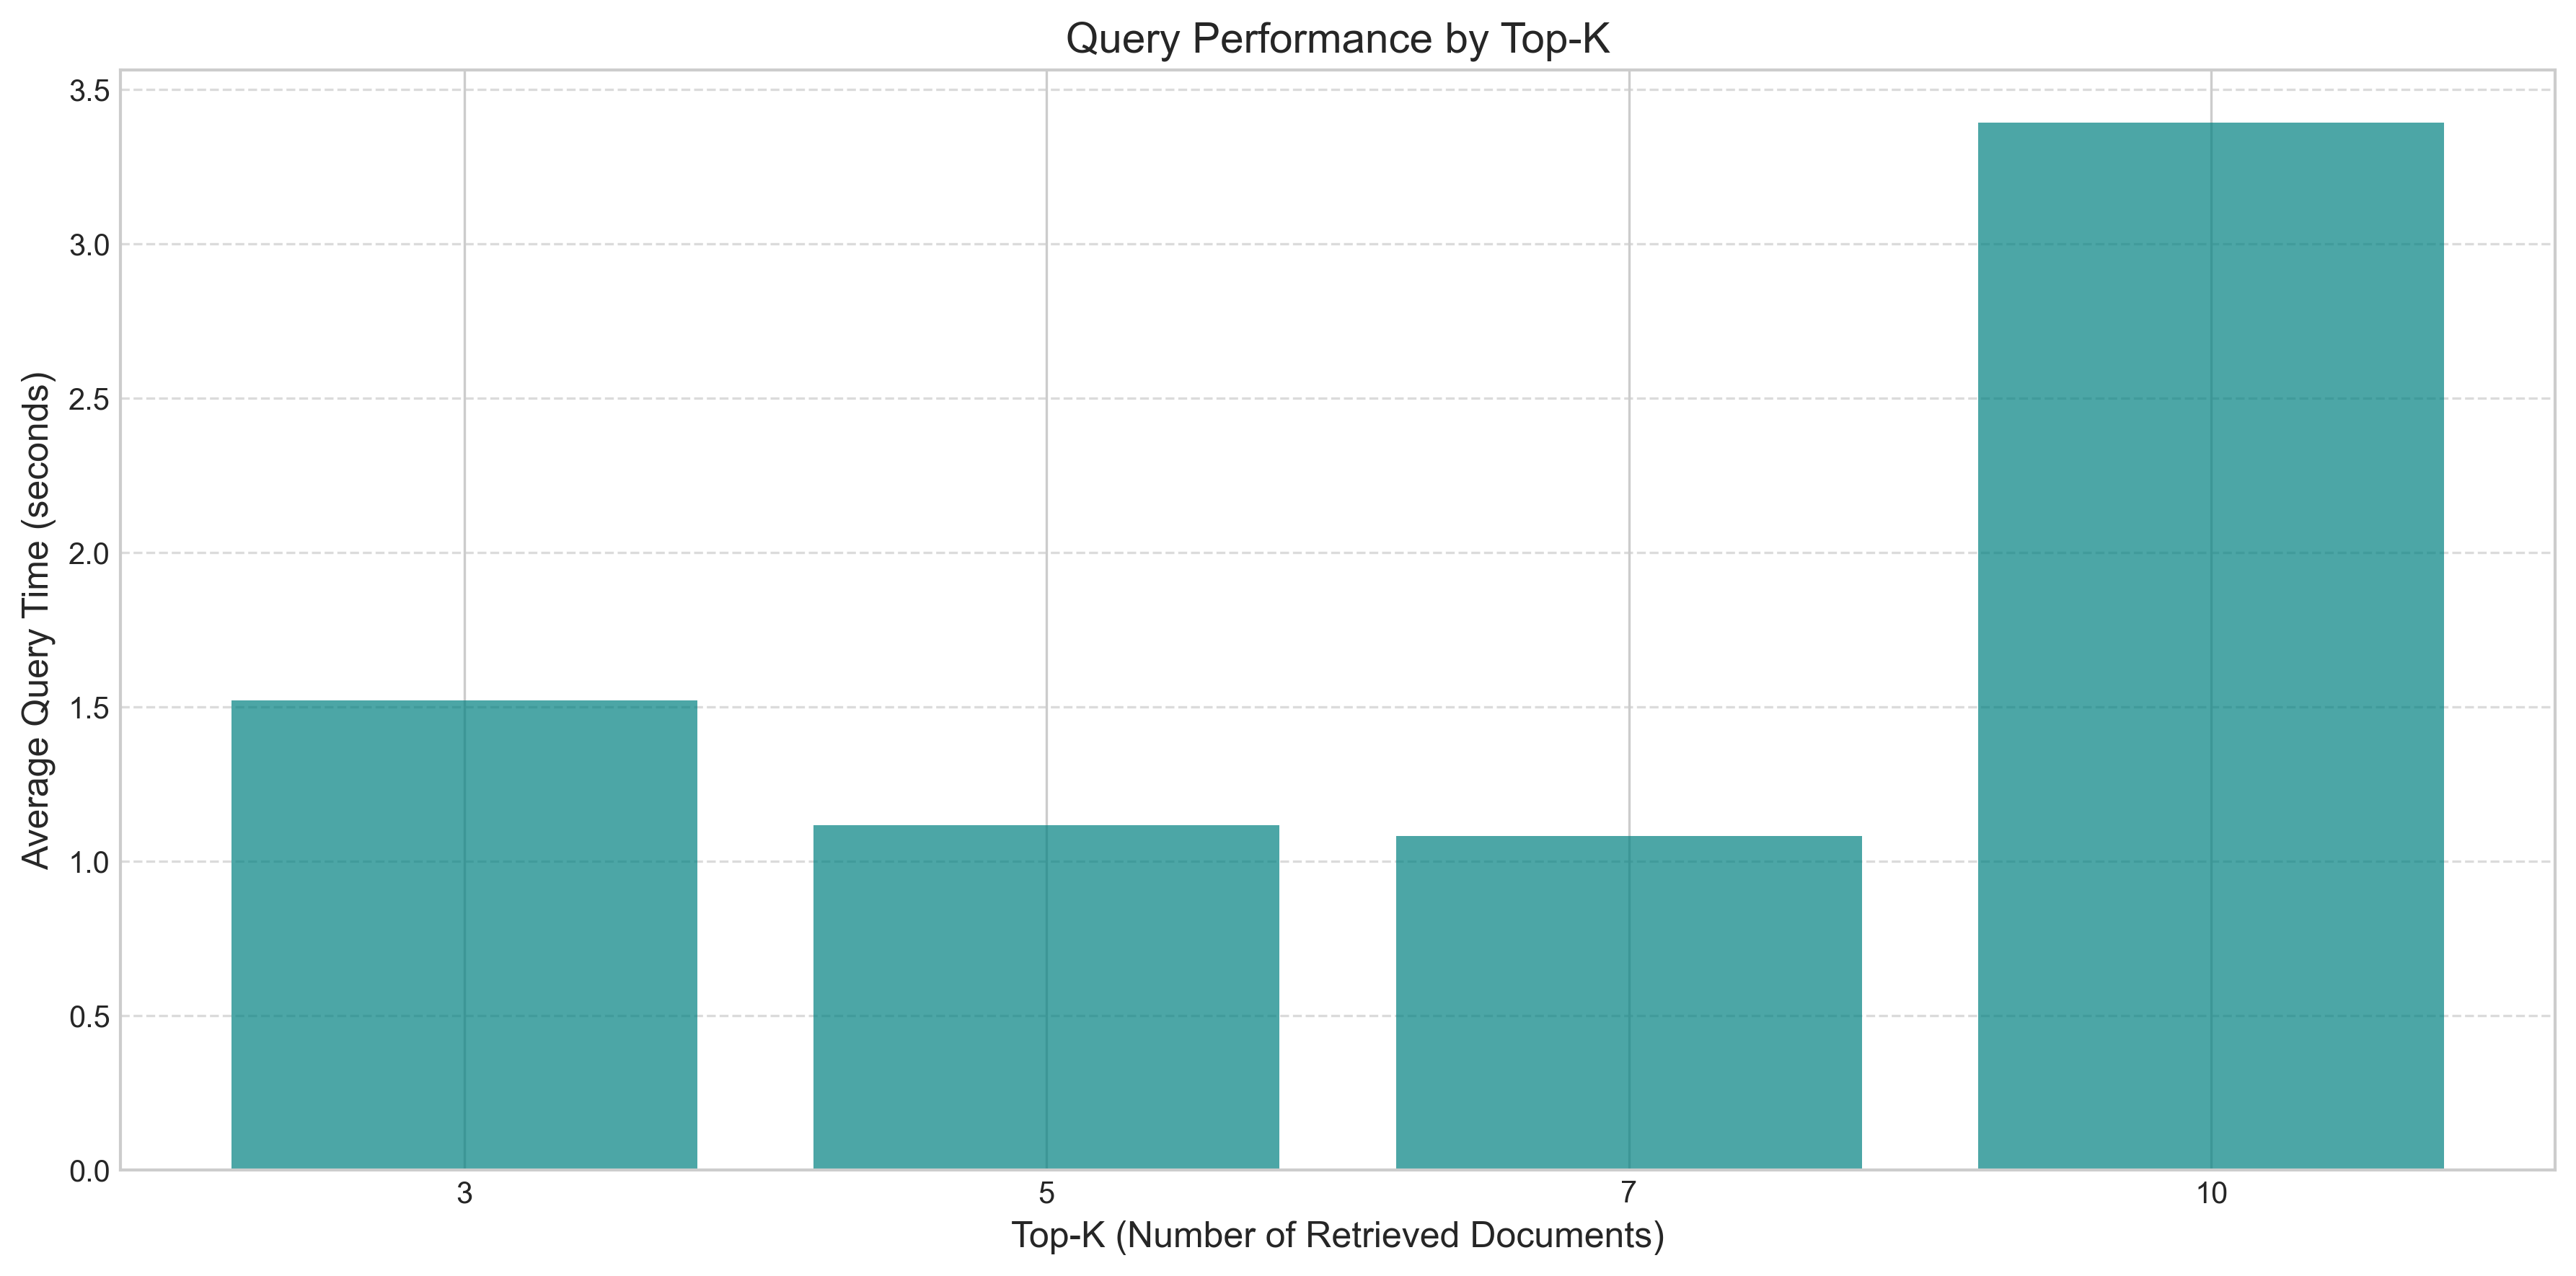 Query Performance by Top-K
3.5
3.0
2.5
2.0
1.5
1.0
0.5
0.0
Average Query Time (seconds)
3 5 7 10
Top-K (Number of Retrieved Documents)